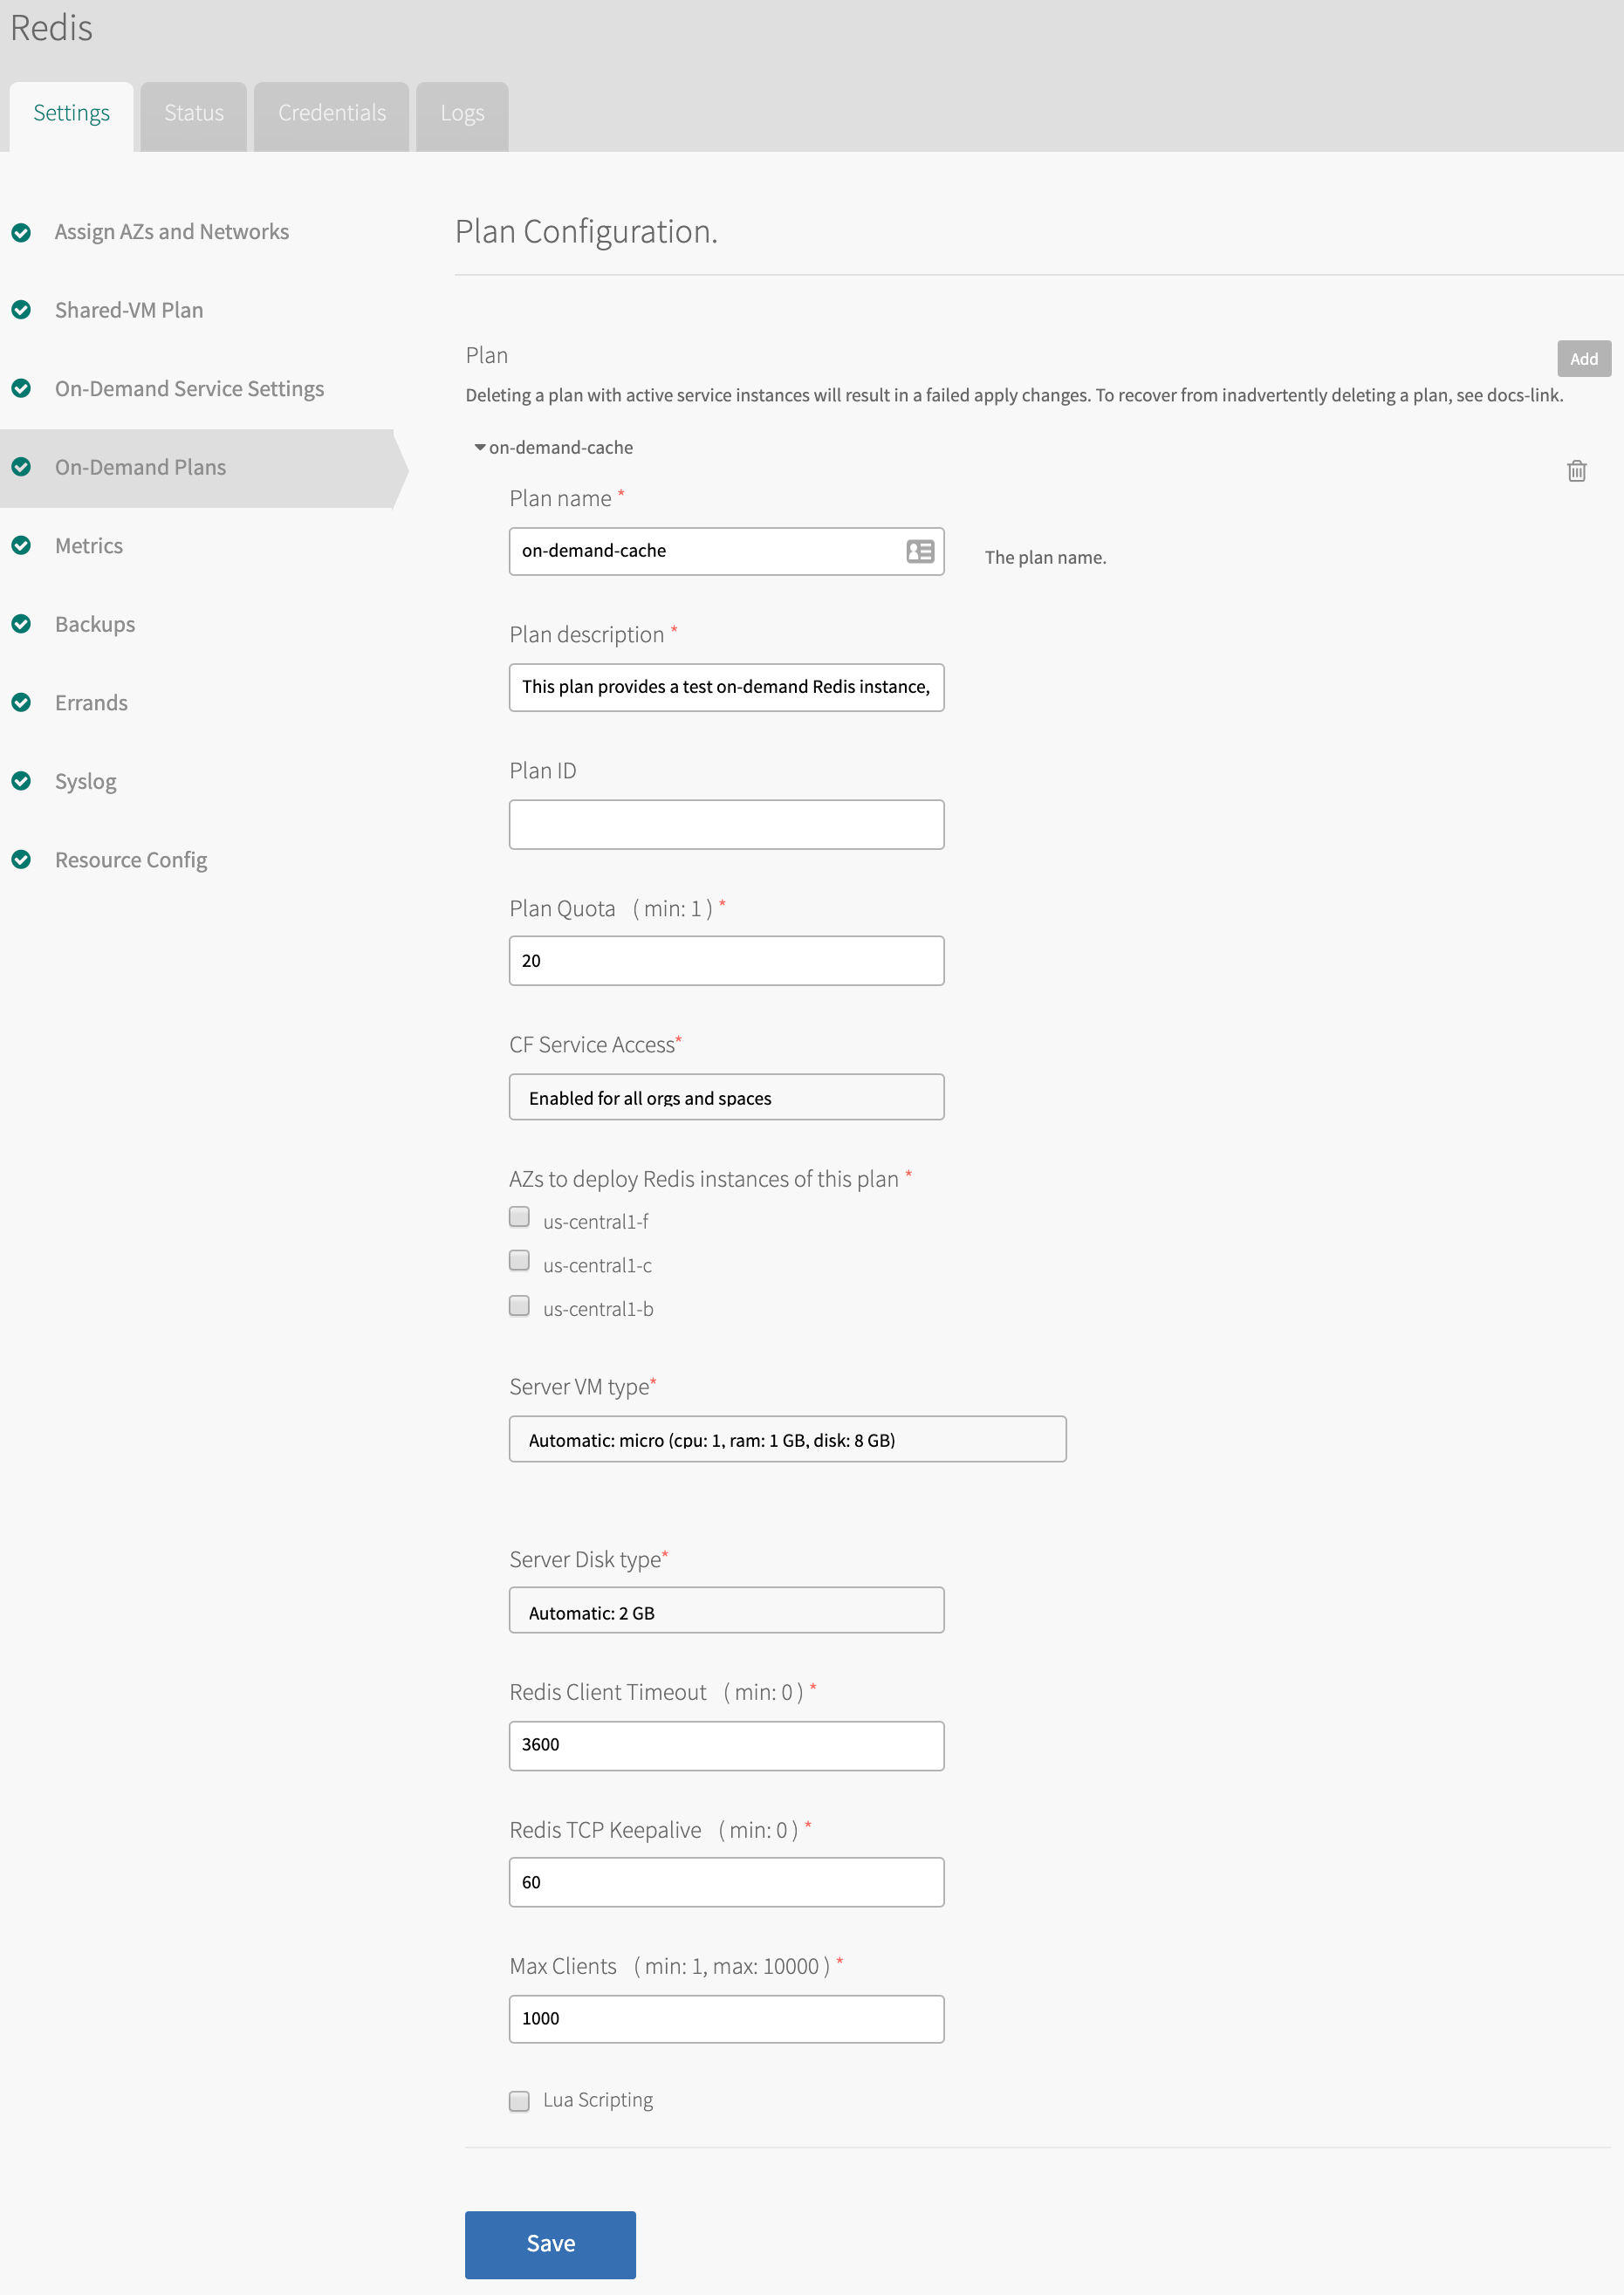 Redis
Settings
Status
Credentials
Logs
Assign AZs and Networks
Shared-VM Plan
On-Demand Service Settings
On-Demand Plans
Metrics
Backups
Errands
Syslog
Resource Config
Plan Configuration.
Plan
Add
Deleting a plan with active service instances will result in a failed apply changes. To recover from inadvertently deleting a plan, see docs-link.
on-demand-cache
Plan name *
on-demand-cache
The plan name.
Plan description *
This plan provides a test on-demand Redis instance,
Plan ID
Plan Quota ( min: 1 ) *
20
CF Service Access*
Enabled for all orgs and spaces
AZs to deploy Redis instances of this plan *
us-central1-f
us-central1-c
us-central1-b
Server VM type*
Automatic: micro (cpu: 1, ram: 1 GB, disk: 8 GB)
Server Disk type*
Automatic: 2 GB
Redis Client Timeout ( min: 0 ) *
3600
Redis TCP Keepalive ( min: 0 ) *
60
Max Clients ( min: 1, max: 10000 ) *
1000
Lua Scripting
Save